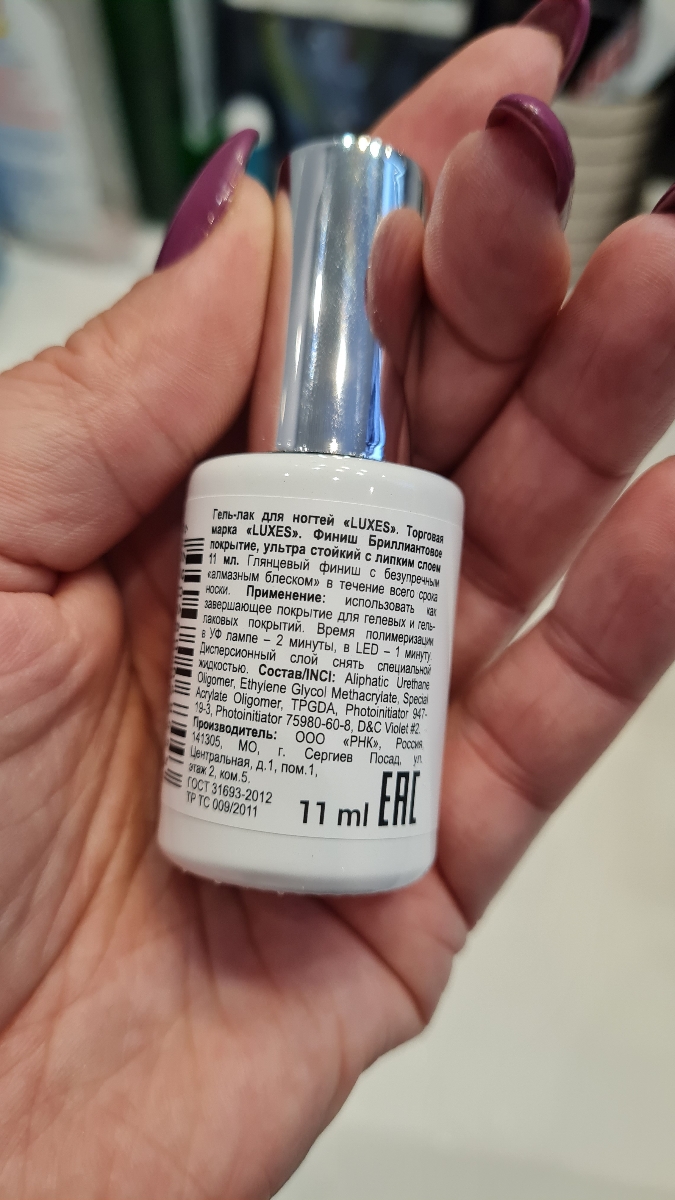 Гель-лак для ногтей «LUXES». Торговая
марка «LUXES». Финиш Бриллиантовое
покрытие, ультра стойкий с липким слоем
11 мл. Глянцевый финиш с безупречным
«алмазным блеском» в течение всего срока
носки. Применение: использовать как
завершающее покрытие для гелевых и гель-
лаковых покрытий. Время полимеризации
в УФ лампе – 2 минуты, в LED – 1 минуту.
Дисперсионный слой снять специальной
жидкостью. Состав/INCI: Aliphatic Urethane
Oligomer, Ethylene Glycol Methacrylate, Special
Acrylate Oligomer, TPGDA, Photoinitiator 947-
19-3, Photoinitiator 75980-60-8, D&C Violet #2.
Производитель: ООО «РНК», Россия,
141305, МО, г. Сергиев Посад, ул.
Центральная, д.1, пом.1,
этаж 2, ком.5.
ГОСТ 31693-2012
ТР ТС 009/2011
11 ml EAC